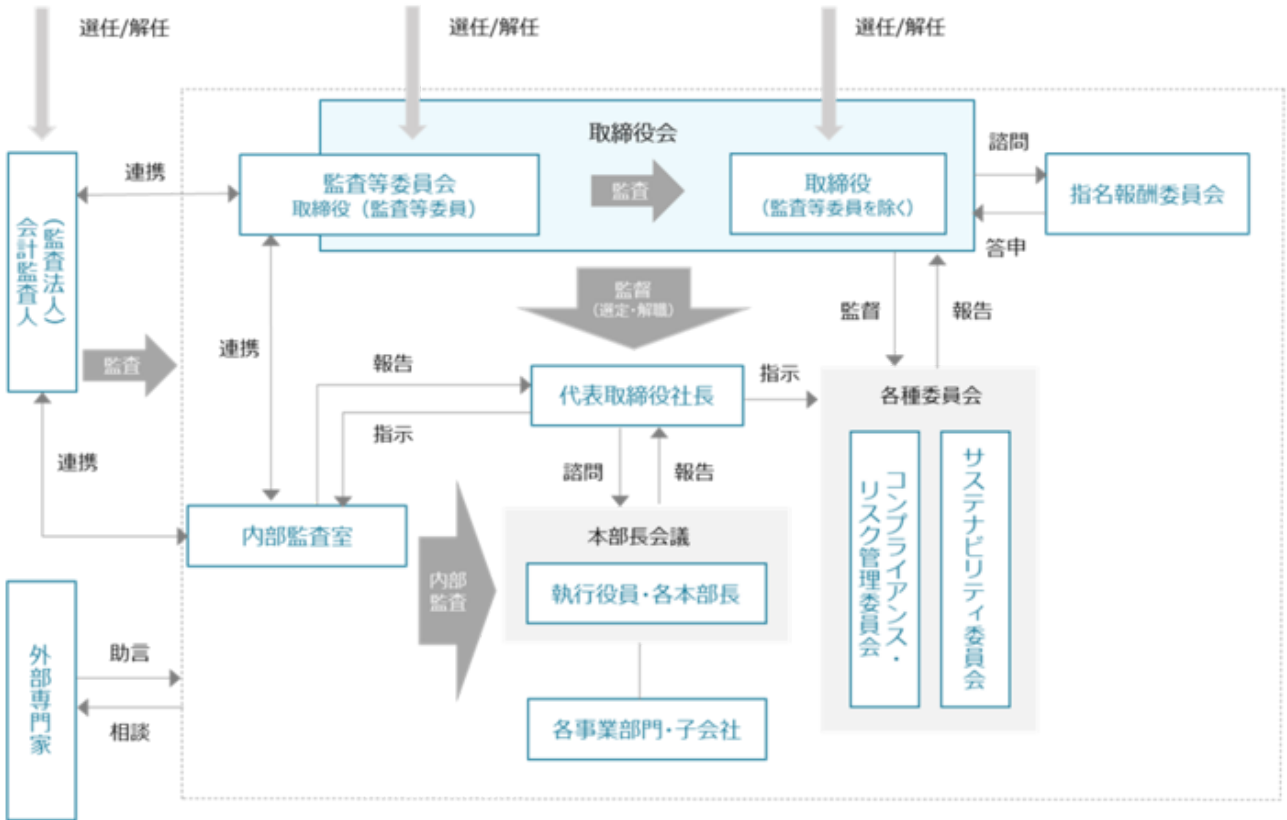 選任/解任
選任/解任
選任/解任
取締役会
監査等委員会
取締役（監査等委員）
監査
取締役
（監査等委員を除く）
諮問
指名報酬委員会
答申
連携
（監査法人）
会計監査人
監査
連携
監督
（選定・解職）
監督
報告
報告
代表取締役社長
指示
各種委員会
指示
連携
諮問
報告
コンプライアンス・
リスク管理委員会
サステナビリティ委員会
内部監査室
内部
監査
本部長会議
執行役員・各本部長
外部専門家
助言
相談
各事業部門・子会社